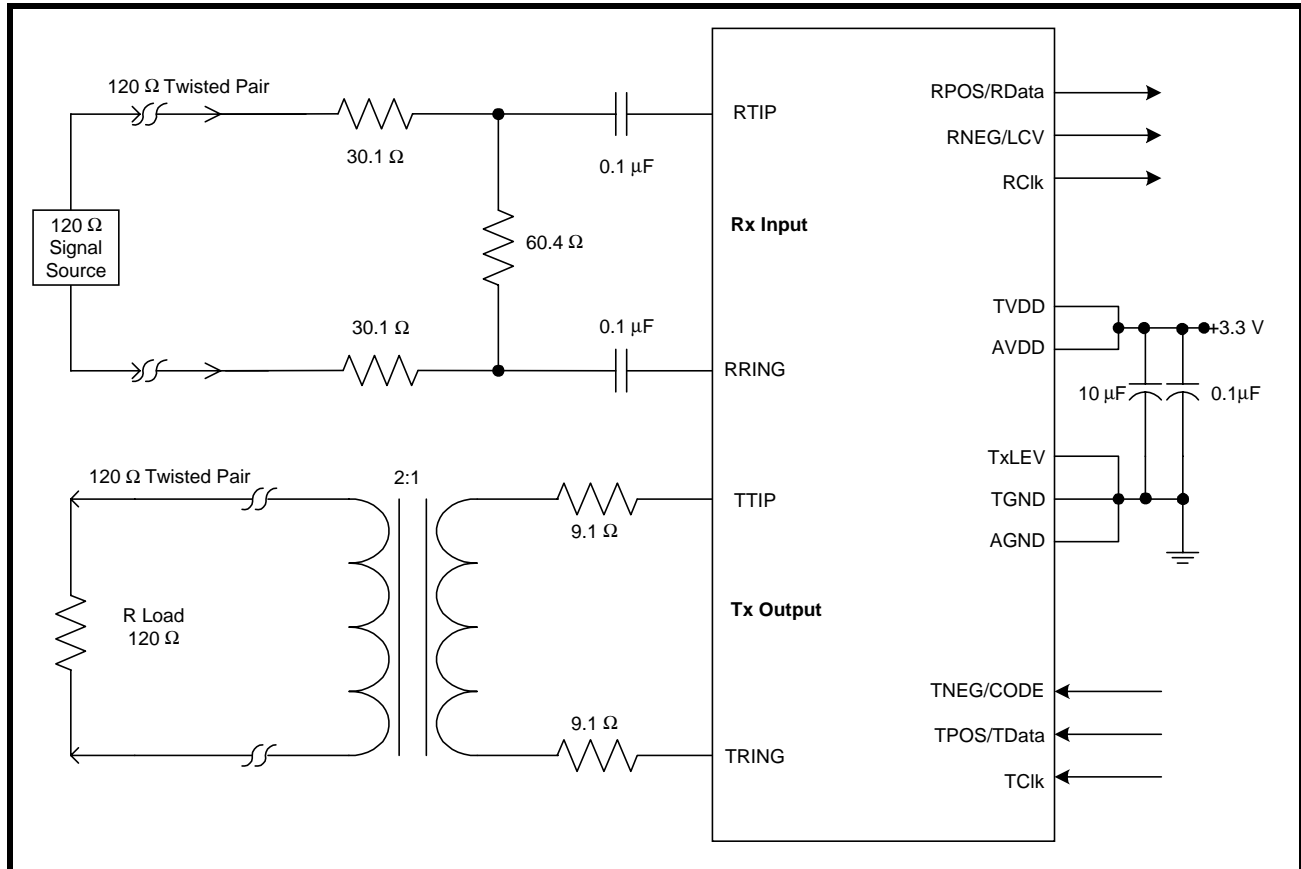 120 Ω Twisted Pair
30.1 Ω
0.1 μF
RTIP
120 Ω
Signal
Source
60.4 Ω
Rx Input
30.1 Ω
0.1 μF
RRING
120 Ω Twisted Pair
2:1
9.1 Ω
TTIP
R Load
120 Ω
Tx Output
9.1 Ω
TRING
RPOS/RData
RNEG/LCV
RClk
TVDD
AVDD
+3.3 V
10 μF
0.1μF
TxLEV
TGND
AGND
TNEG/CODE
TPOS/TData
TClk